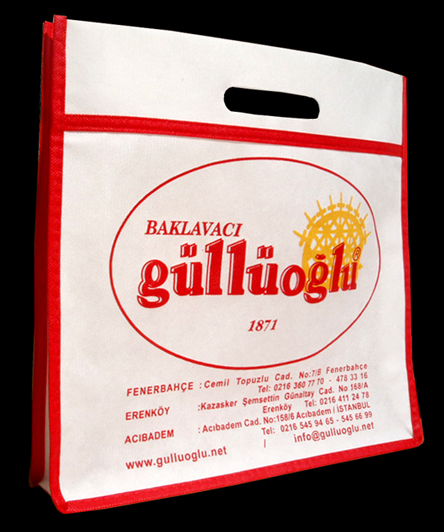 BAKLAVACI
güllüoğlu®
1871
FENERBAHÇE : Cemil Topuzlu Cad. No:7/B Fenerbahçe
Tel: 0216 360 77 70 - 478 33 16
ERENKÖY : Kazasker Şemsettin Günaltay Cad. No 168/A
Erenköy Tel: 0216 411 24 78
ACIBADEM : Acıbadem Cad. No:158/6 Acıbadem / İSTANBUL
Tel: 0216 545 94 65 - 545 66 99
www.gulluoglu.net / info@gulluoglu.net